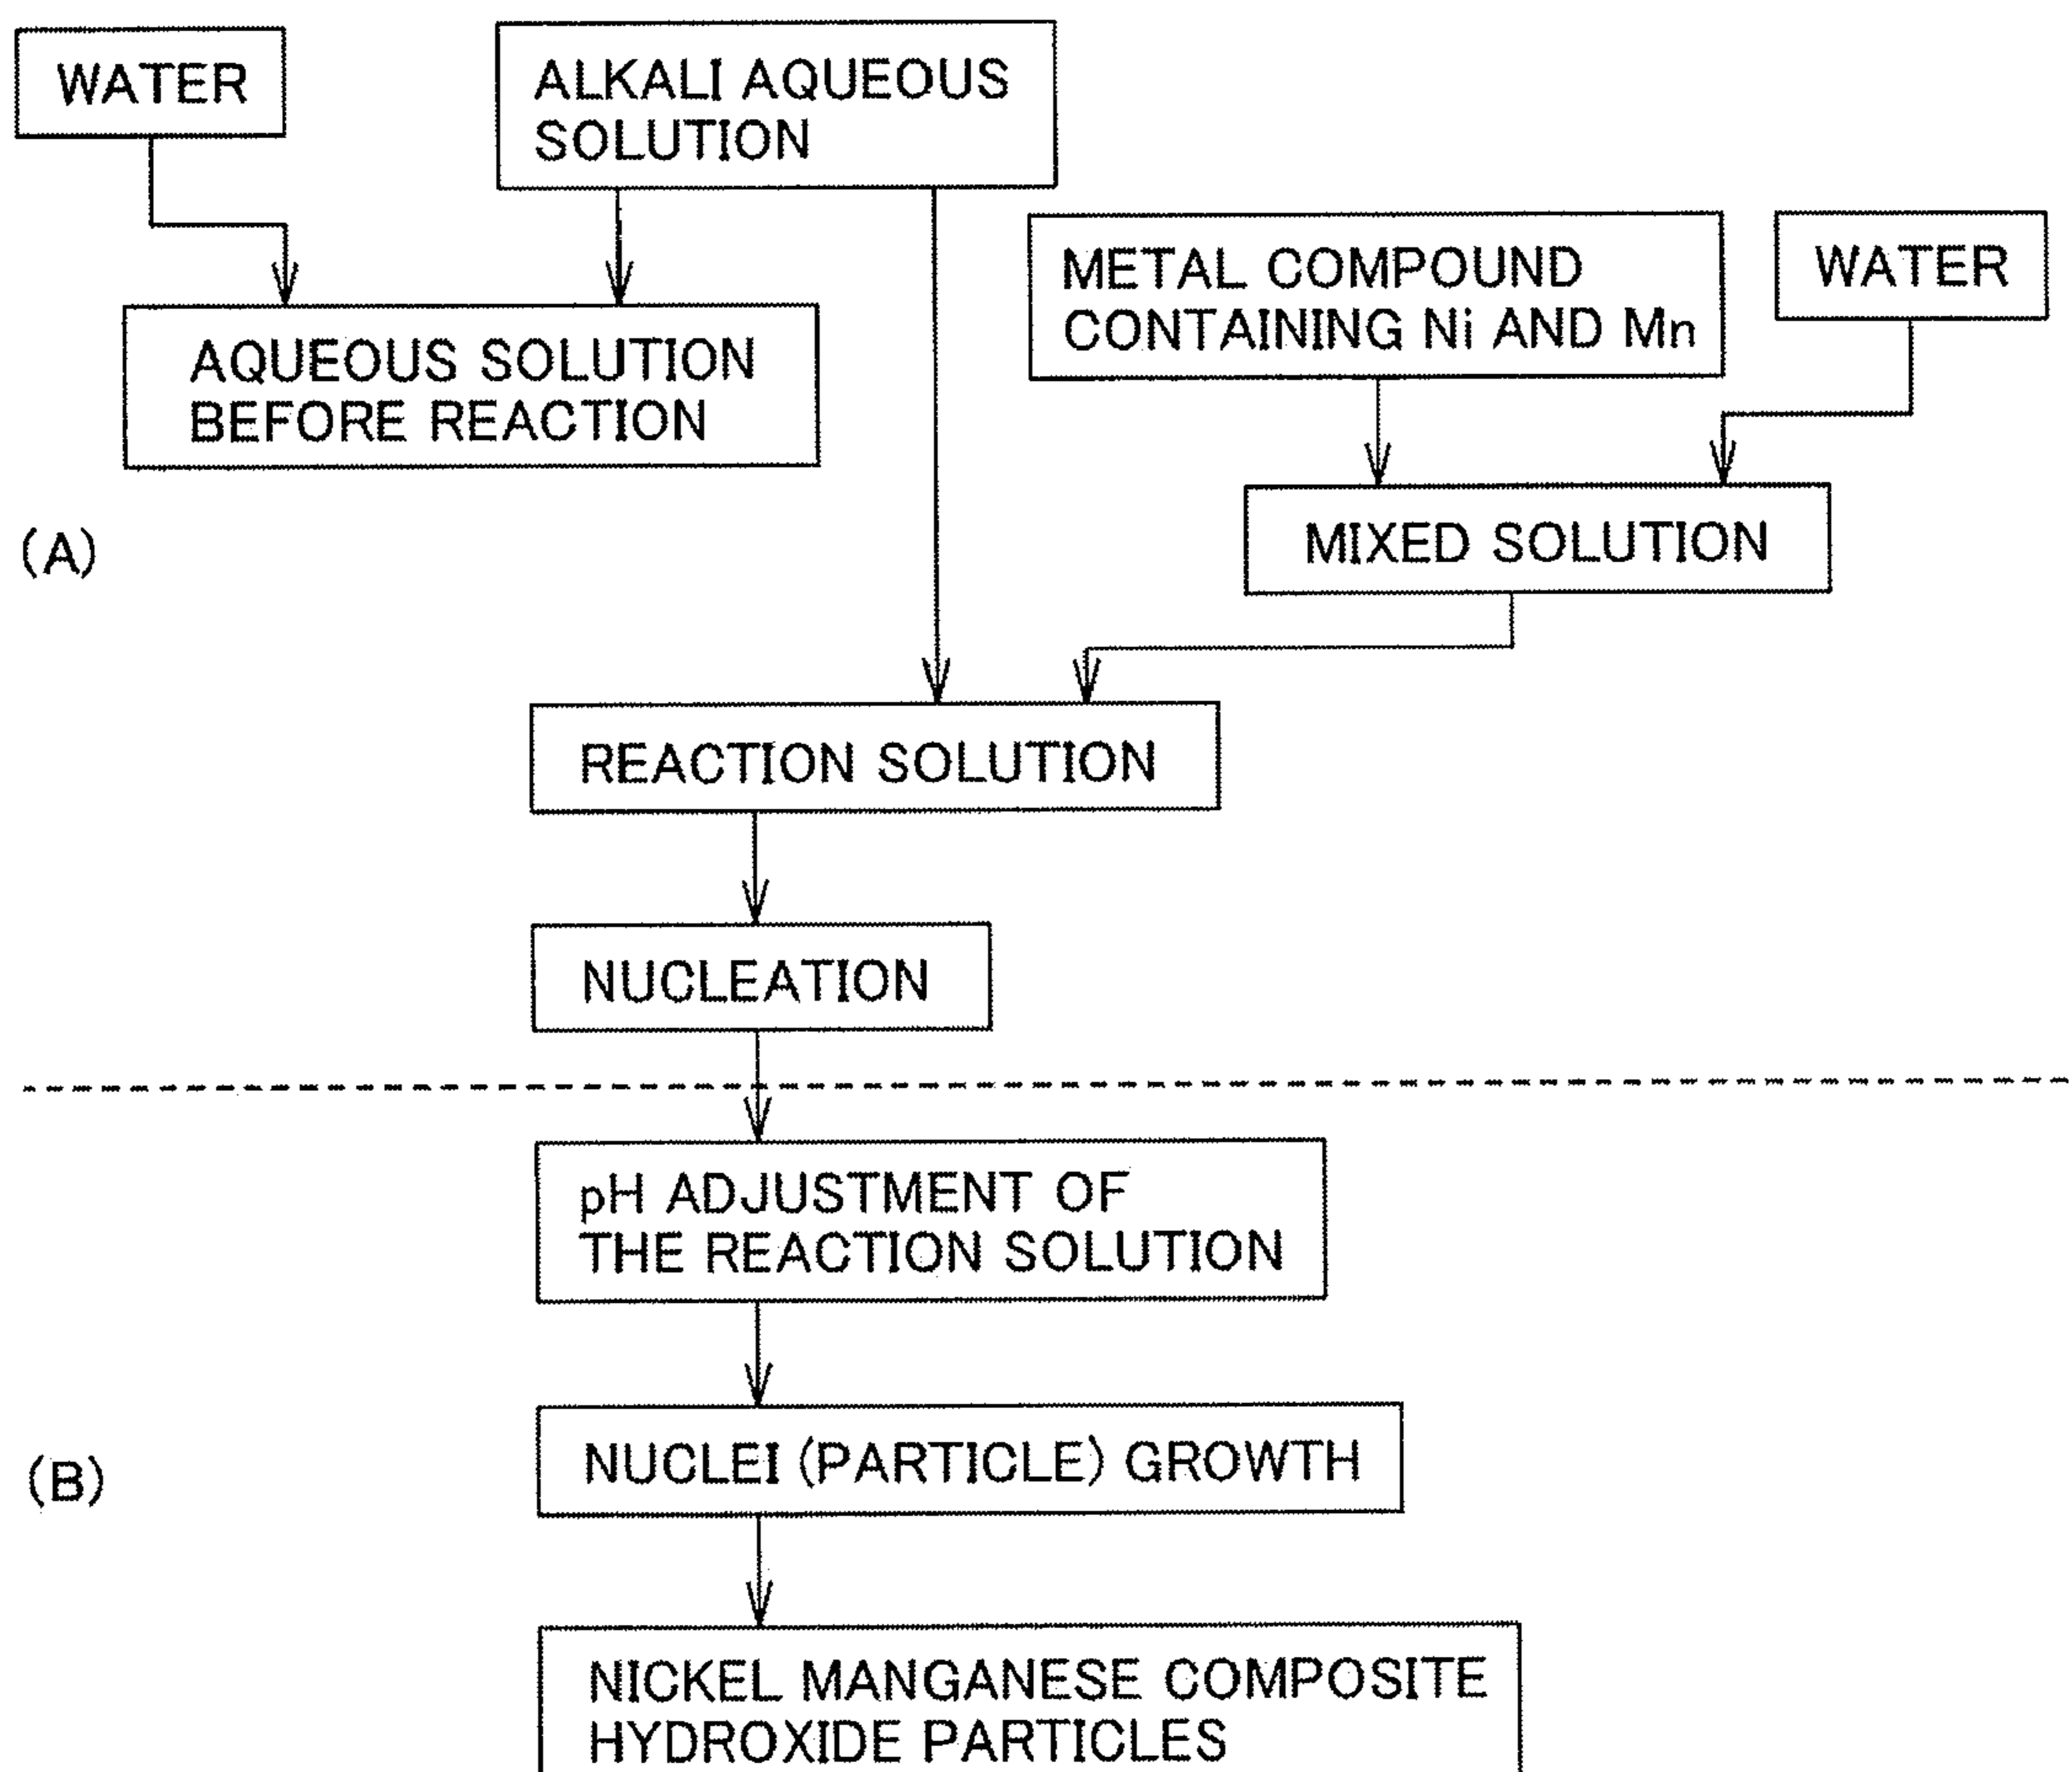 WATER
ALKALI AQUEOUS
SOLUTION
METAL COMPOUND
CONTAINING Ni AND Mn
WATER
AQUEOUS SOLUTION
BEFORE REACTION
MIXED SOLUTION
(A)
REACTION SOLUTION
NUCLEATION
pH ADJUSTMENT OF
THE REACTION SOLUTION
NUCLEI (PARTICLE) GROWTH
(B)
NICKEL MANGANESE COMPOSITE
HYDROXIDE PARTICLES